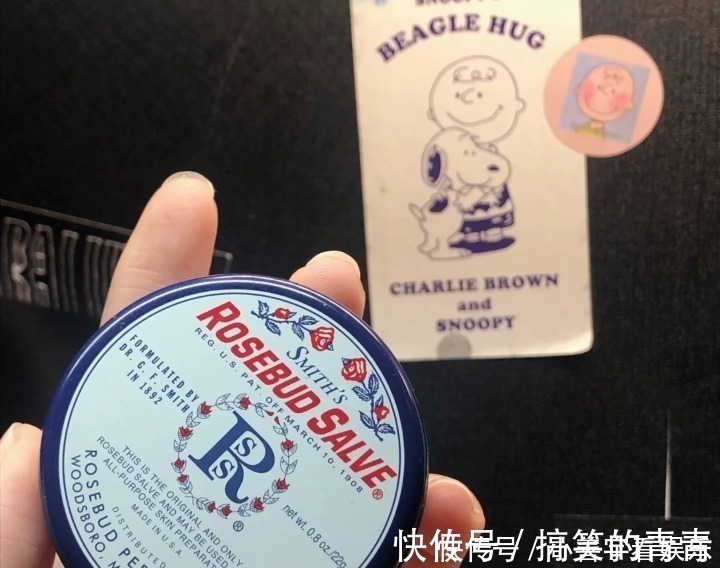 BEAGLE HUG
CHARLIE BROWN
and
SNOOPY
SMITH'S
ROSEBUD SALVE®
REG. U.S. PAT. OFF. MARCH 10, 1908
FORMULATED BY
DR. G. F. SMITH
IN 1892
RSS
®
THIS IS THE ORIGINAL AND ONLY
ROSEBUD SALVE AND MAY BE USED
ALL-PURPOSE SKIN PREPARA
MADE IN U.S.A.
net wt. 0.8 oz./22g
ROSEBUD PER
WOODSBORO, M
DISTRIBUTED
快传号 / 搞笑的青春